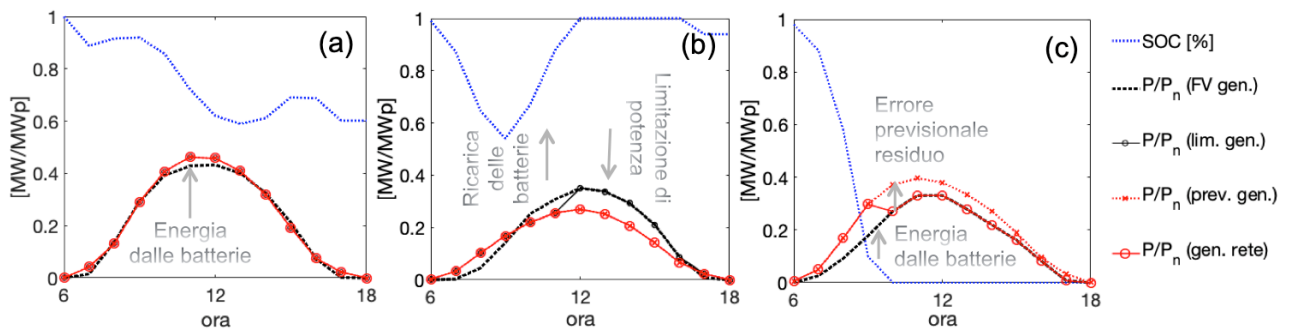 [MW/MWp]
1
0.8
0.6
0.4
0.2
0
6
12
18
ora
(a)
Energia
dalle batterie
[MW/MWp]
1
0.8
0.6
0.4
0.2
0
6
12
18
ora
(b)
Ricarica
delle
batterie
Limitazione di
potenza
[MW/MWp]
1
0.8
0.6
0.4
0.2
0
6
12
18
ora
(c)
Errore
previsionale
residuo
Energia
dalle batterie
SOC [%]
P/Pn (FV gen.)
P/Pn (lim. gen.)
P/Pn (prev. gen.)
P/Pn (gen. rete)